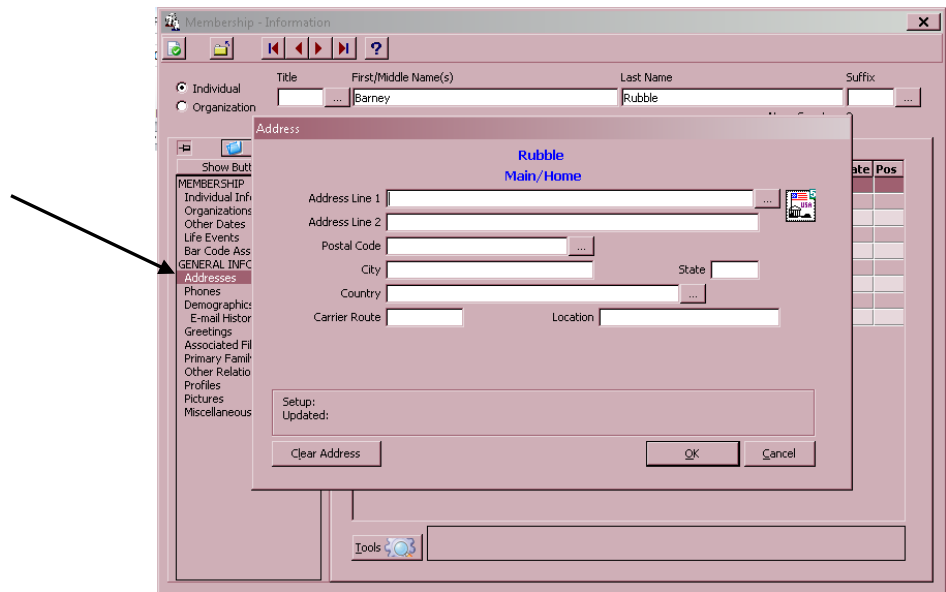 Membership - Information
?
Title First/Middle Name(s) Last Name Suffix
Individual
... Barney Rubble ...
Organization
Address
Rubble
Main/Home
Show Butt
ate Pos
MEMBERSHIP
Individual Info
Organizations
Other Dates
Life Events
Bar Code Ass
GENERAL INFO
Addresses
Phones
Demographics
E-mail Histor
Greetings
Associated Fil
Primary Famil
Other Relatio
Profiles
Pictures
Miscellaneous
Address Line 1 ...
USA
Address Line 2
Postal Code ...
City State
Country ...
Carrier Route Location
Setup:
Updated:
Clear Address OK Cancel
Tools